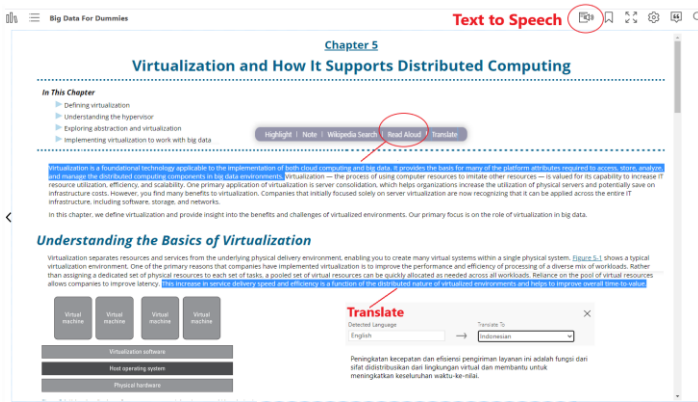 Big Data For Dummies
Text to Speech
Chapter 5
Virtualization and How It Supports Distributed Computing
In This Chapter
Defining virtualization
Understanding the hypervisor
Exploring abstraction and virtualization
Implementing virtualization to work with big data
Highlight | Note | Wikipedia Search | Read Aloud | Translate
Virtualization is a foundational technology applicable to the implementation of both cloud computing and big data. It provides the basis for many of the platform attributes required to access, store, analyze,
and manage the distributed computing components in big data environments. Virtualization — the process of using computer resources to imitate other resources — is valued for its capability to increase IT
resource utilization, efficiency, and scalability. One primary application of virtualization is server consolidation, which helps organizations increase the utilization of physical servers and potentially save on
infrastructure costs. However, you find many benefits to virtualization. Companies that initially focused solely on server virtualization are now recognizing that it can be applied across the entire IT
infrastructure, including software, storage, and networks.
In this chapter, we define virtualization and provide insight into the benefits and challenges of virtualized environments. Our primary focus is on the role of virtualization in big data.
Understanding the Basics of Virtualization
Virtualization separates resources and services from the underlying physical delivery environment, enabling you to create many virtual systems within a single physical system. Figure 5-1 shows a typical
virtualization environment. One of the primary reasons that companies have implemented virtualization is to improve the performance and efficiency of processing of a diverse mix of workloads. Rather
than assigning a dedicated set of physical resources to each set of tasks, a pooled set of virtual resources can be quickly allocated as needed across all workloads. Reliance on the pool of virtual resources
allows companies to improve latency. This increase in service delivery speed and efficiency is a function of the distributed nature of virtualized environments and helps to improve overall time-to-value.
Virtual machine
Virtual machine
Virtual machine
Virtual machine
Virtualization software
Host operating system
Physical hardware
Translate
Detected Language
Translate To
English
Indonesian
Peningkatan kecepatan dan efisiensi pengiriman layanan ini adalah fungsi dari
sifat didistribusikan dari lingkungan virtual dan membantu untuk
meningkatkan keseluruhan waktu-ke-nilai.